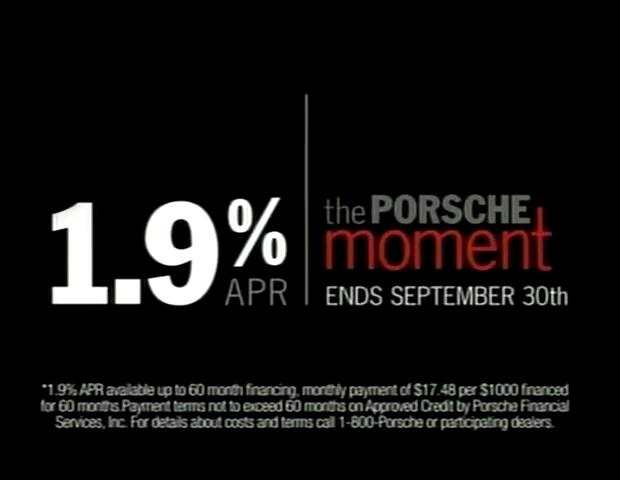 1.9% APR
the PORSCHE
moment
ENDS SEPTEMBER 30th
*1.9% APR available up to 60 month financing, monthly payment of $17.48 per $1000 financed
for 60 months.Payment terms not to exceed 60 months on Approved Credit by Porsche Financial
Services, Inc. For details about costs and terms call 1-800-Porsche or participating dealers.